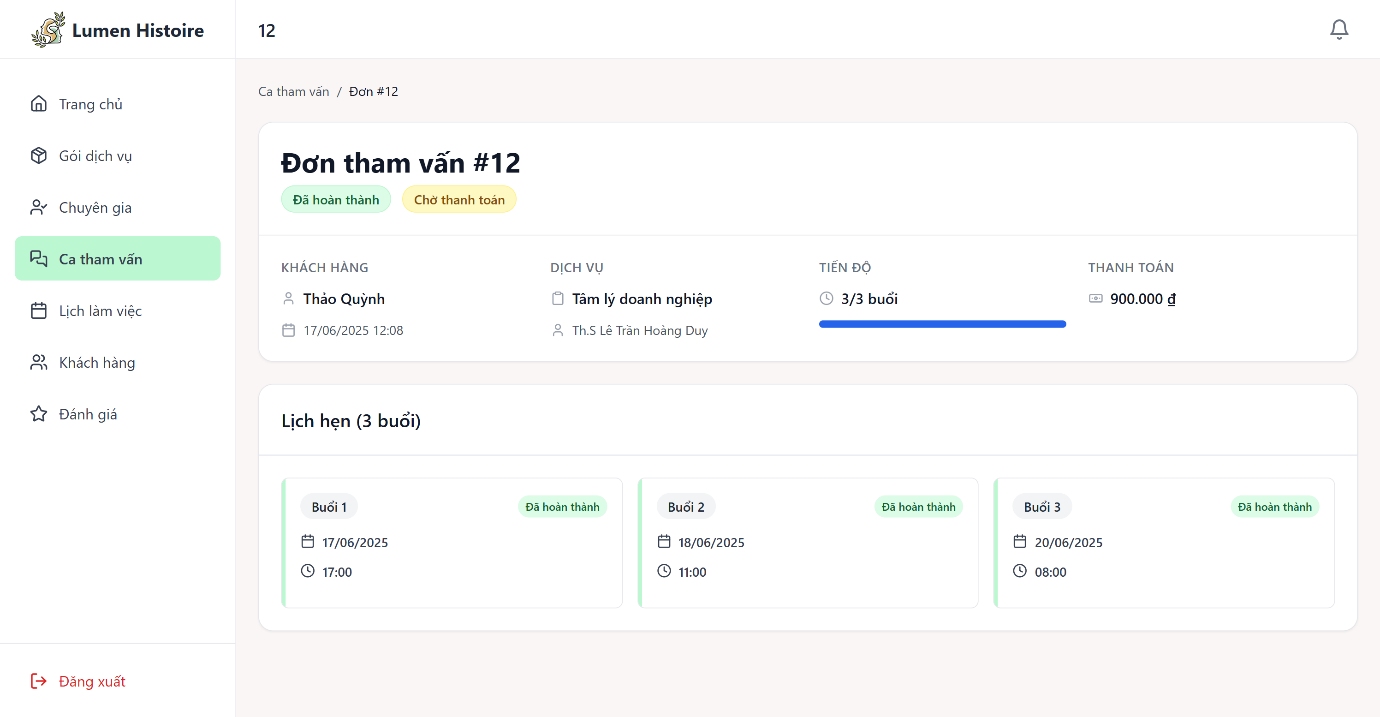 Lumen Histoire
12
Trang chủ
Gói dịch vụ
Chuyên gia
Ca tham vấn
Lịch làm việc
Khách hàng
Đánh giá
Đăng xuất
Ca tham vấn / Đơn #12
Đơn tham vấn #12
Đã hoàn thành Chờ thanh toán
KHÁCH HÀNG
Thảo Quỳnh
17/06/2025 12:08
DỊCH VỤ
Tâm lý doanh nghiệp
Th.S Lê Trần Hoàng Duy
TIẾN ĐỘ
3/3 buổi
THANH TOÁN
900.000 ₫
Lịch hẹn (3 buổi)
Buổi 1 Đã hoàn thành
17/06/2025
17:00
Buổi 2 Đã hoàn thành
18/06/2025
11:00
Buổi 3 Đã hoàn thành
20/06/2025
08:00